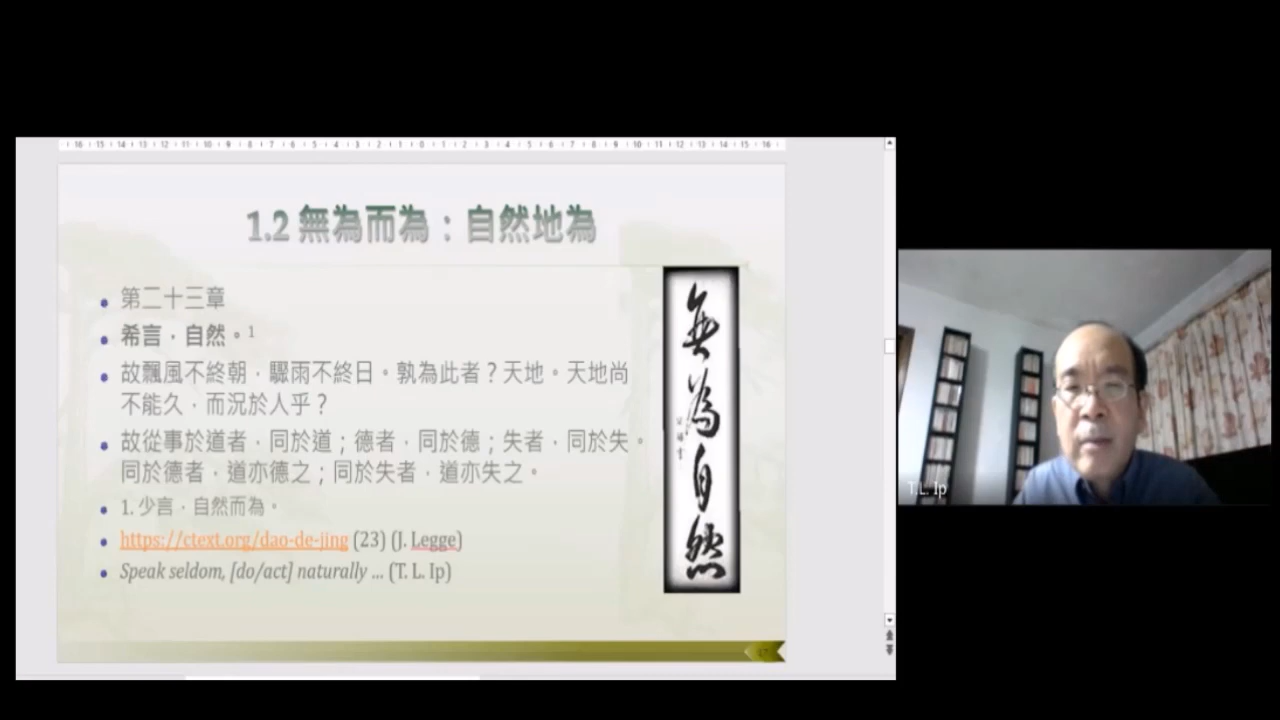 1.2 無為而為：自然地為
第二十三章
希言，自然。1
故飄風不終朝，驟雨不終日。孰為此者？天地。天地尚
不能久，而況於人乎？
故從事於道者，同於道；德者，同於德；失者，同於失。
同於德者，道亦德之；同於失者，道亦失之。
1. 少言，自然而為。
https://ctext.org/dao-de-jing (23) (J. Legge)
Speak seldom, [do/act] naturally ... (T. L. Ip)
無為自然
T.L. Ip